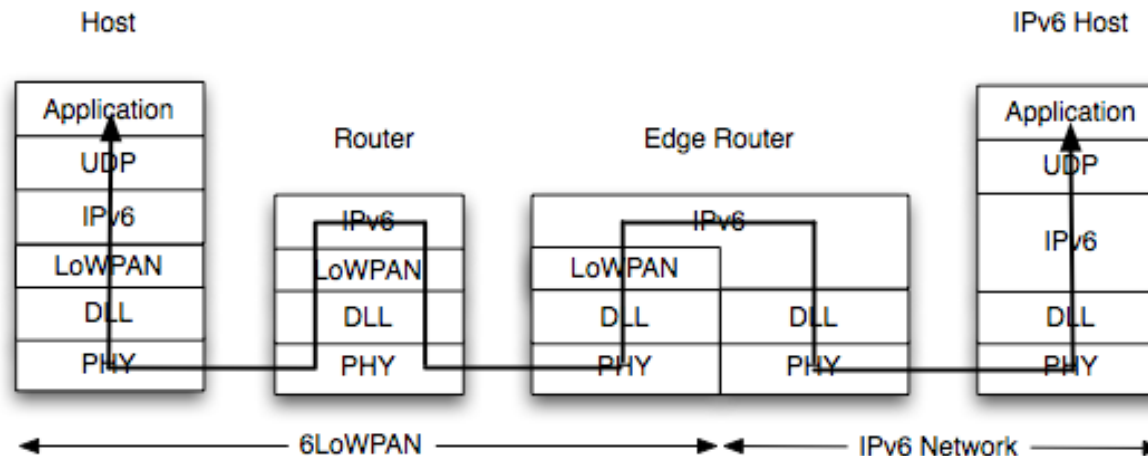 Host
Application
UDP
IPv6
LoWPAN
DLL
PHY
Router
IPv6
LoWPAN
DLL
PHY
Edge Router
IPv6
LoWPAN
DLL
DLL
PHY
PHY
IPv6 Host
Application
UDP
IPv6
DLL
PHY
6LoWPAN
IPv6 Network